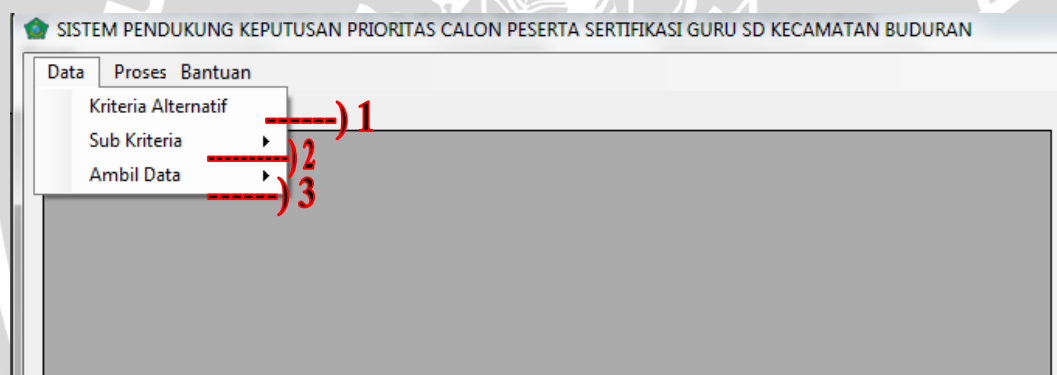 SISTEM PENDUKUNG KEPUTUSAN PRIORITAS CALON PESERTA SERTIFIKASI GURU SD KECAMATAN BUDURAN
Data Proses Bantuan
Kriteria Alternatif
------) 1
Sub Kriteria
------) 2
Ambil Data
------) 3